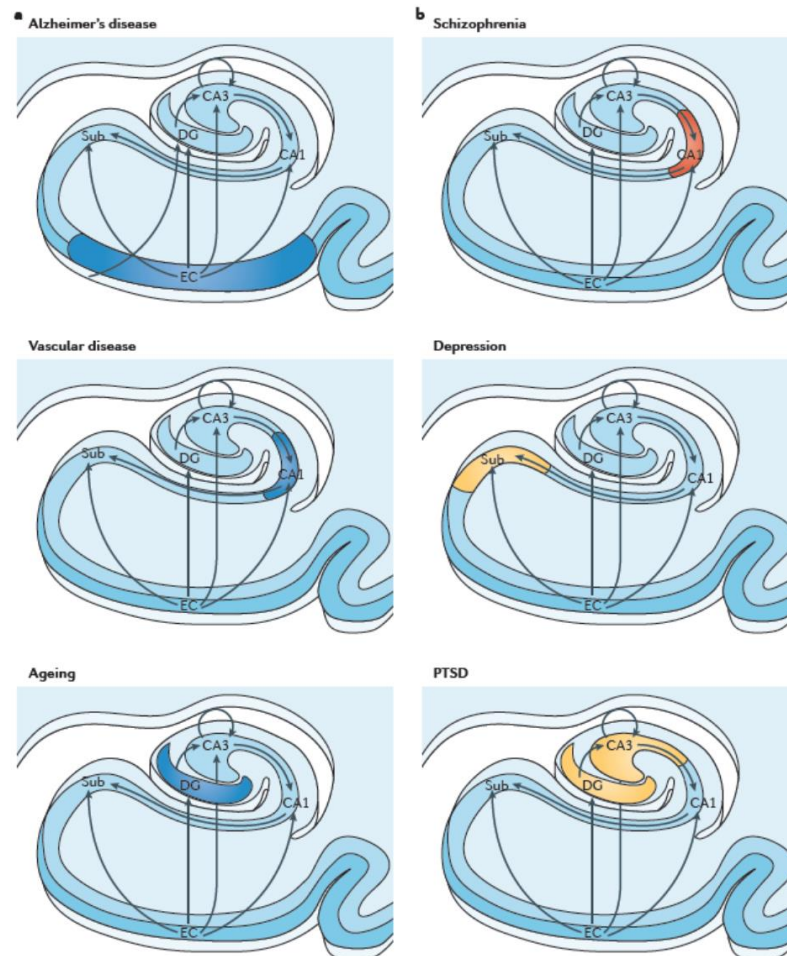 a
Alzheimer's disease
CA3
DG
Sub
CA1
EC
b
Schizophrenia
CA3
DG
Sub
CA1
EC
Vascular disease
CA3
Sub
DG
CA1
EC
Depression
CA3
Sub
DG
CA1
EC
Ageing
CA3
Sub
DG
CA1
EC
PTSD
CA3
Sub
DG
CA1
EC